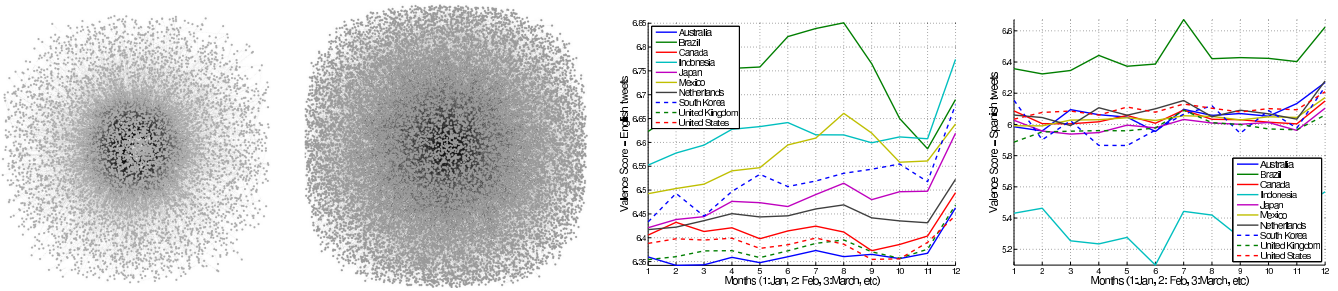 6.85
6.8
6.75
6.7
6.65
6.6
6.55
6.5
6.45
6.4
6.35
Valence Score − English tweets
Australia
Brazil
Canada
Indonesia
Japan
Mexico
Netherlands
South Korea
United Kingdom
United States
1 2 3 4 5 6 7 8 9 10 11 12
Months (1:Jan, 2: Feb, 3:March, etc)
6.6
6.4
6.2
6
5.8
5.6
5.4
5.2
Valence Score − Spanish tweets
Australia
Brazil
Canada
Indonesia
Japan
Mexico
Netherlands
South Korea
United Kingdom
United States
1 2 3 4 5 6 7 8 9 10 11 12
Months (1:Jan, 2: Feb, 3:March, etc)